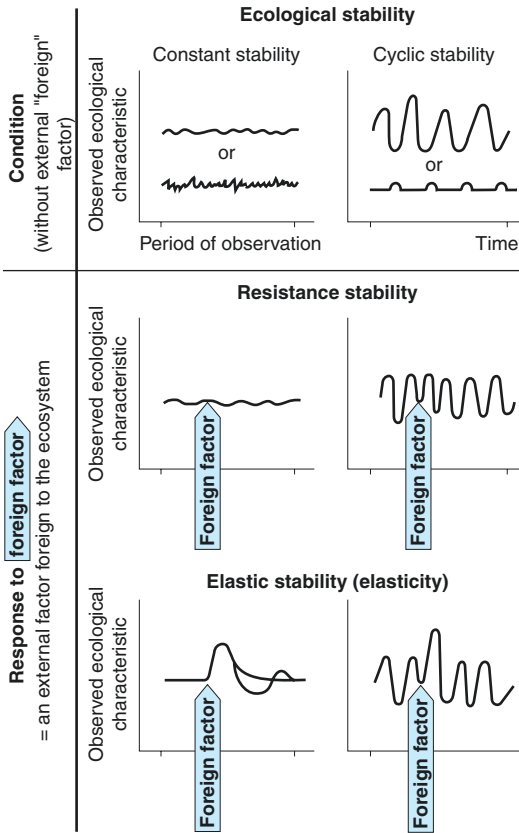 Ecological stability
Constant stability
Cyclic stability
Condition
(without external "foreign"
factor)
Observed ecological
characteristic
or
or
Period of observation
Time
Resistance stability
Response to foreign factor
= an external factor foreign to the ecosystem
Observed ecological
characteristic
Foreign factor
Foreign factor
Elastic stability (elasticity)
Observed ecological
characteristic
Foreign factor
Foreign factor